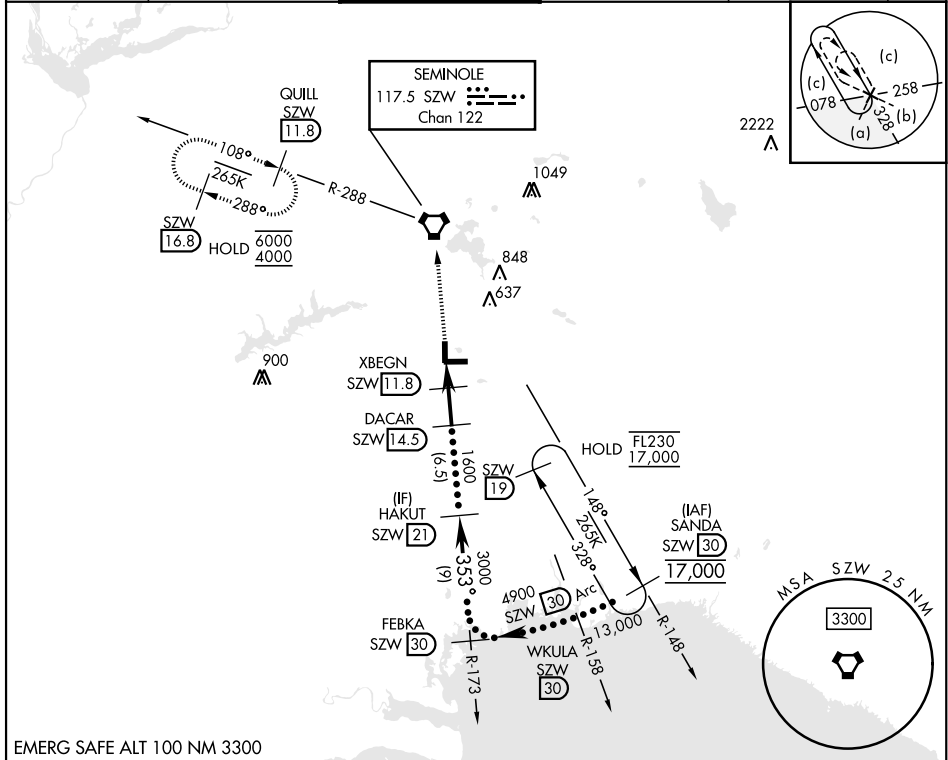 SEMINOLE
117.5 SZW
Chan 122
QUILL
SZW
11.8
108°
265K
288°
R-288
SZW
16.8
HOLD 6000
4000
(c)
(c)
078
258
328
(a)
(b)
2222
1049
848
637
900
XBEGN
SZW 11.8
DACAR
SZW 14.5
1600
(6.5)
(IF)
HAKUT
SZW 21
3000
353°
(9)
FEBKA
SZW 30
R-173
SZW
19
HOLD FL230
17,000
148°
265K
328°
(IAF)
SANDA
SZW 30
17,000
4900
SZW 30 Arc
13,000
WKULA
SZW
30
R-158
R-148
MSA SZW 25 NM
3300
EMERG SAFE ALT 100 NM 3300